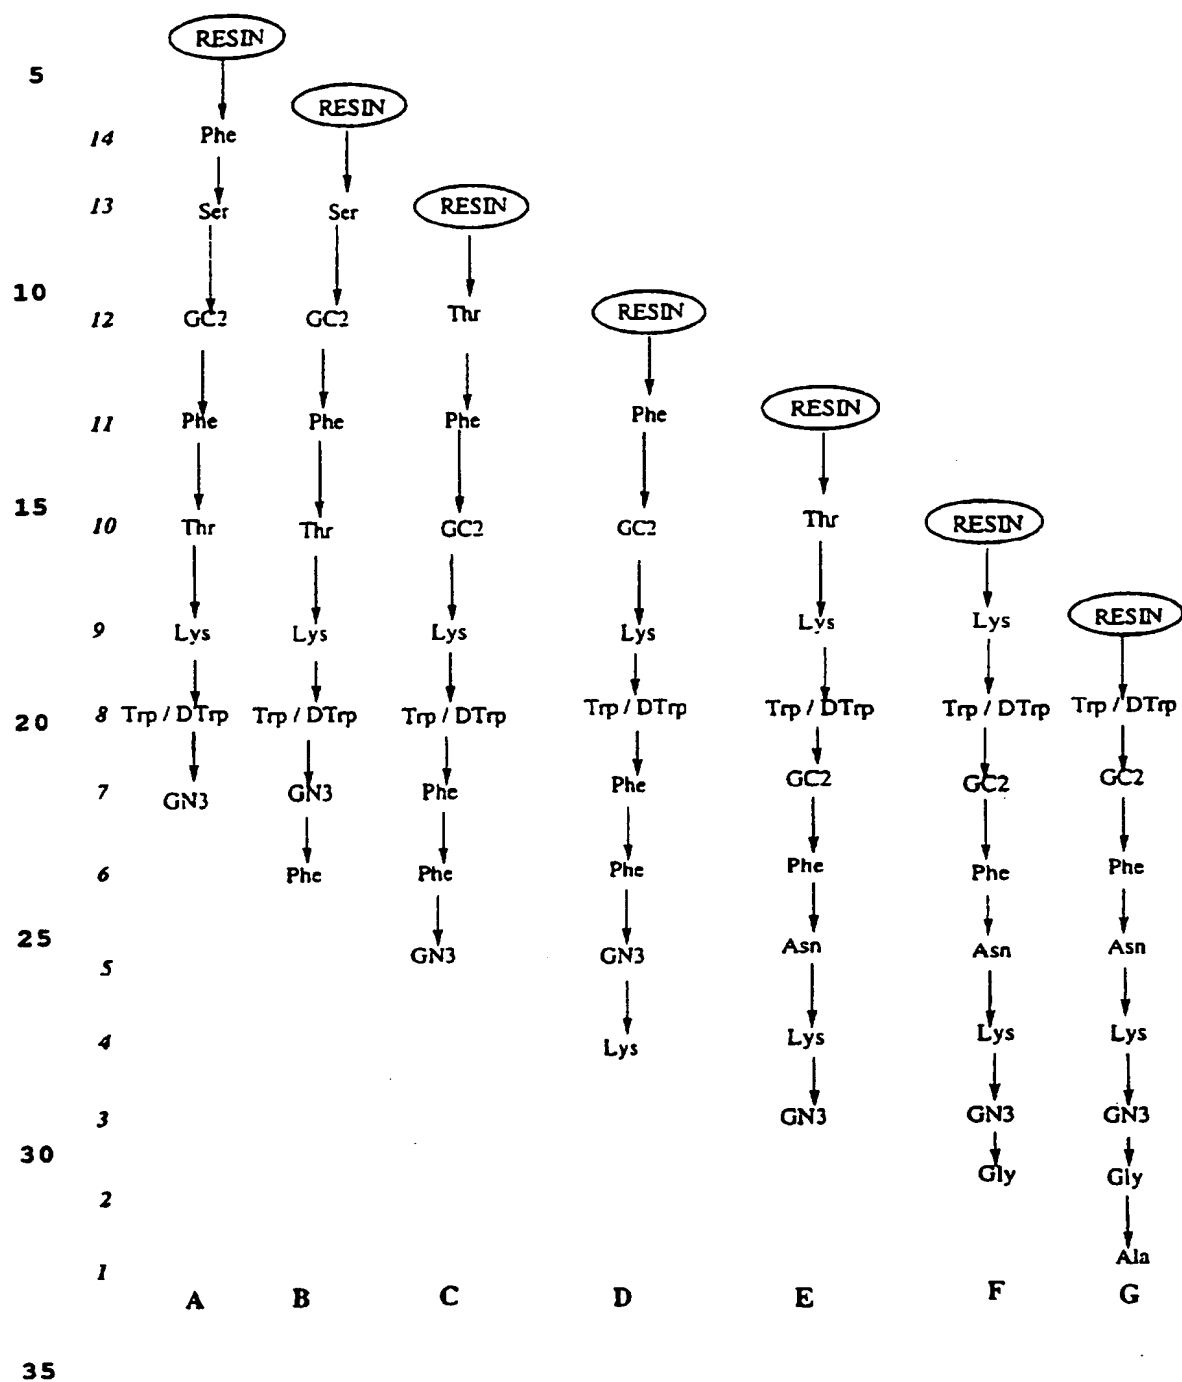 RESIN
5
RESIN
14 Phe
13 Ser Ser RESIN
10
12 GC2 GC2 Thr RESIN
11 Phe Phe Phe Phe RESIN
15
10 Thr Thr GC2 GC2 Thr RESIN
9 Lys Lys Lys Lys Lys Lys RESIN
20
8 Trp / DTrp Trp / DTrp Trp / DTrp Trp / DTrp Trp / DTrp Trp / DTrp Trp / DTrp
7 GN3 GN3 Phe Phe GC2 GC2 GC2
6 Phe Phe Phe Phe Phe Phe
25
5 GN3 GN3 Asn Asn Asn
4 Lys Lys Lys Lys
3 GN3 GN3 GN3
30
2 Gly Gly
1 Ala
A B C D E F G
35